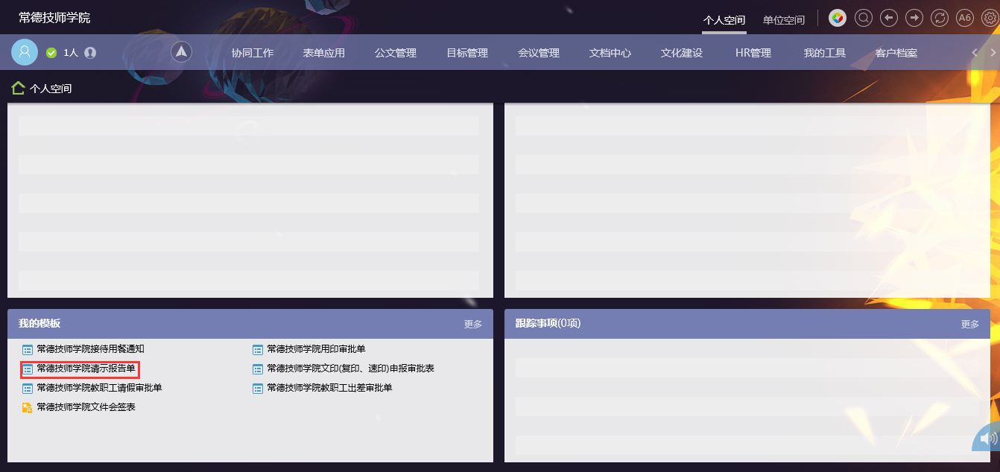 常德技师学院
个人空间 单位空间 A6
1人 协同工作 表单应用 公文管理 目标管理 会议管理 文档中心 文化建设 HR管理 我的工具 客户档案
个人空间
我的模板 更多
常德技师学院接待用餐通知 常德技师学院用印审批单
常德技师学院请示报告单 常德技师学院文印(复印、速印)申报审批表
常德技师学院教职工请假审批单 常德技师学院教职工出差审批单
常德技师学院文件会签表
跟踪事项(0项) 更多